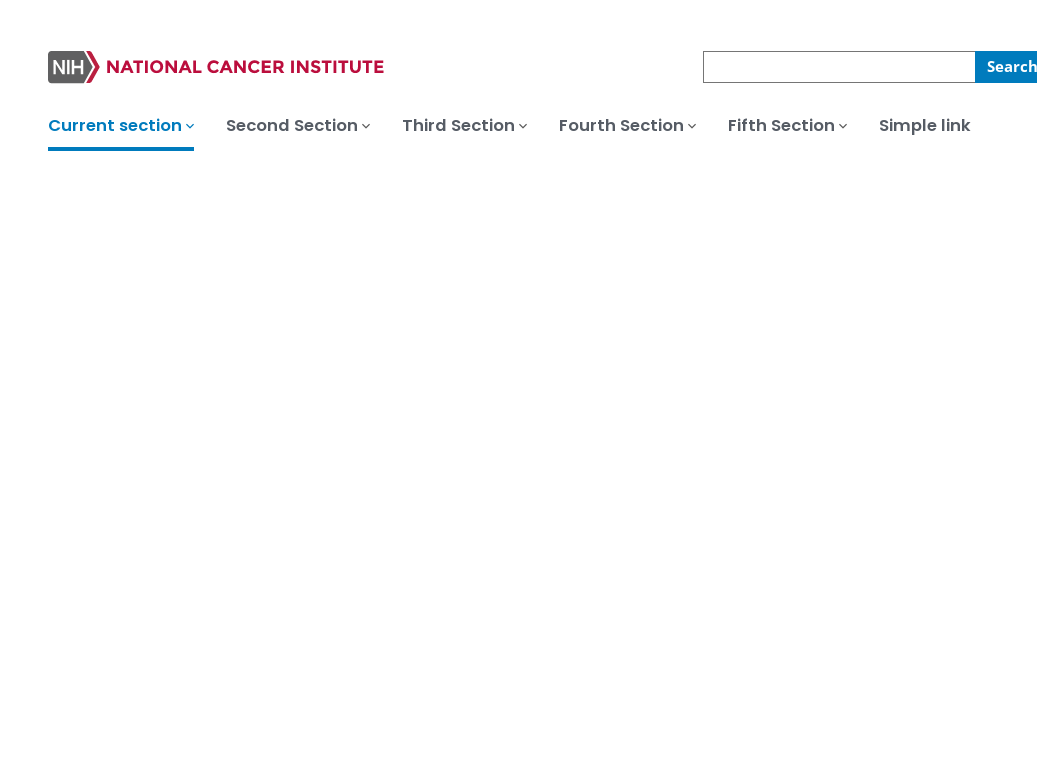 NIH NATIONAL CANCER INSTITUTE
Search
Current section Second Section Third Section Fourth Section Fifth Section Simple link